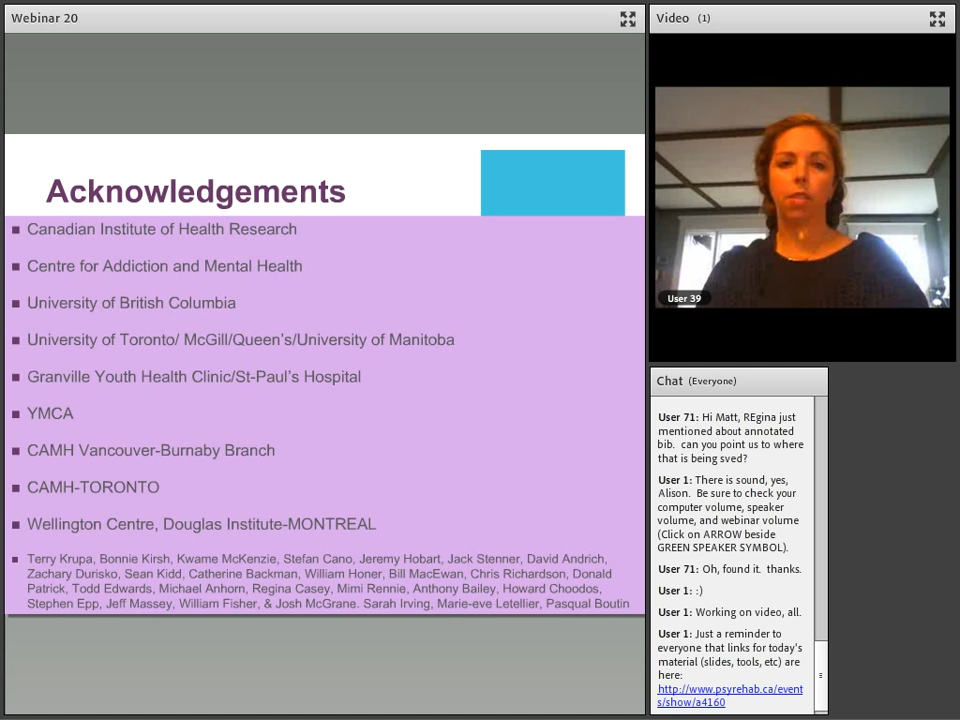 Webinar 20
Acknowledgements
Canadian Institute of Health Research
Centre for Addiction and Mental Health
University of British Columbia
University of Toronto/ McGill/Queen's/University of Manitoba
Granville Youth Health Clinic/St-Paul's Hospital
YMCA
CAMH Vancouver-Burnaby Branch
CAMH-TORONTO
Wellington Centre, Douglas Institute-MONTREAL
Terry Krupa, Bonnie Kirsh, Kwame McKenzie, Stefan Cano, Jeremy Hobart, Jack Stenner, David Andrich,
Zachary Durisko, Sean Kidd, Catherine Backman, William Honer, Bill MacEwan, Chris Richardson, Donald
Patrick, Todd Edwards, Michael Anhorn, Regina Casey, Mimi Rennie, Anthony Bailey, Howard Choodos,
Stephen Epp, Jeff Massey, William Fisher, & Josh McGrane. Sarah Irving, Marie-eve Letellier, Pasqual Boutin
Video (1)
User 39
Chat (Everyone)
User 71: Hi Matt, REgina just
mentioned about annotated
bib. can you point us to where
that is being sved?
User 1: There is sound, yes,
Alison. Be sure to check your
computer volume, speaker
volume, and webinar volume
(Click on ARROW beside
GREEN SPEAKER SYMBOL).
User 71: Oh, found it. thanks.
User 1: :)
User 1: Working on video, all.
User 1: Just a reminder to
everyone that links for today's
material (slides, tools, etc) are
here:
http://www.psyrehab.ca/event
s/show/a4160